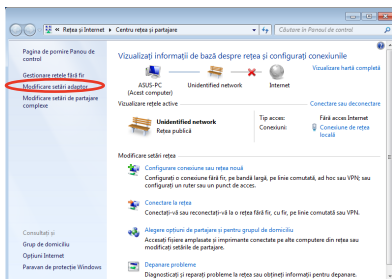 « Rețea și Internet ▸ Centru rețea și partajare
Căutare în Panoul de control
Pagina de pornire Panou de control
Gestionare rețele fără fir
Modificare setări adaptor
Modificare setări de partajare complexe
Consultați și
Grup de domiciliu
Opțiuni Internet
Paravan de protecție Windows
Vizualizați informații de bază despre rețea și configurați conexiunile
Vizualizare hartă completă
ASUS-PC
(Acest computer)
Unidentified network
Internet
Vizualizare rețele active
Conectare sau deconectare
Unidentified network
Rețea publică
Tip acces: Fără acces Internet
Conexiuni: Conexiune de rețea locală
Modificare setări rețea
Configurare conexiune sau rețea nouă
Configurați o conexiune fără fir, pe bandă largă, pe linie comutată, ad hoc sau VPN; sau
configurați un ruter sau un punct de acces.
Conectare la rețea
Conectați-vă sau reconectați-vă la o rețea fără fir, cu fir, pe linie comutată sau VPN.
Alegere opțiuni de partajare și pentru grupul de domiciliu
Accesați fișiere amplasate și imprimante conectate pe alte computere din rețea sau
modificați setările de partajare.
Depanare probleme
Diagnosticați și reparați probleme la rețea sau obțineți informații pentru depanare.